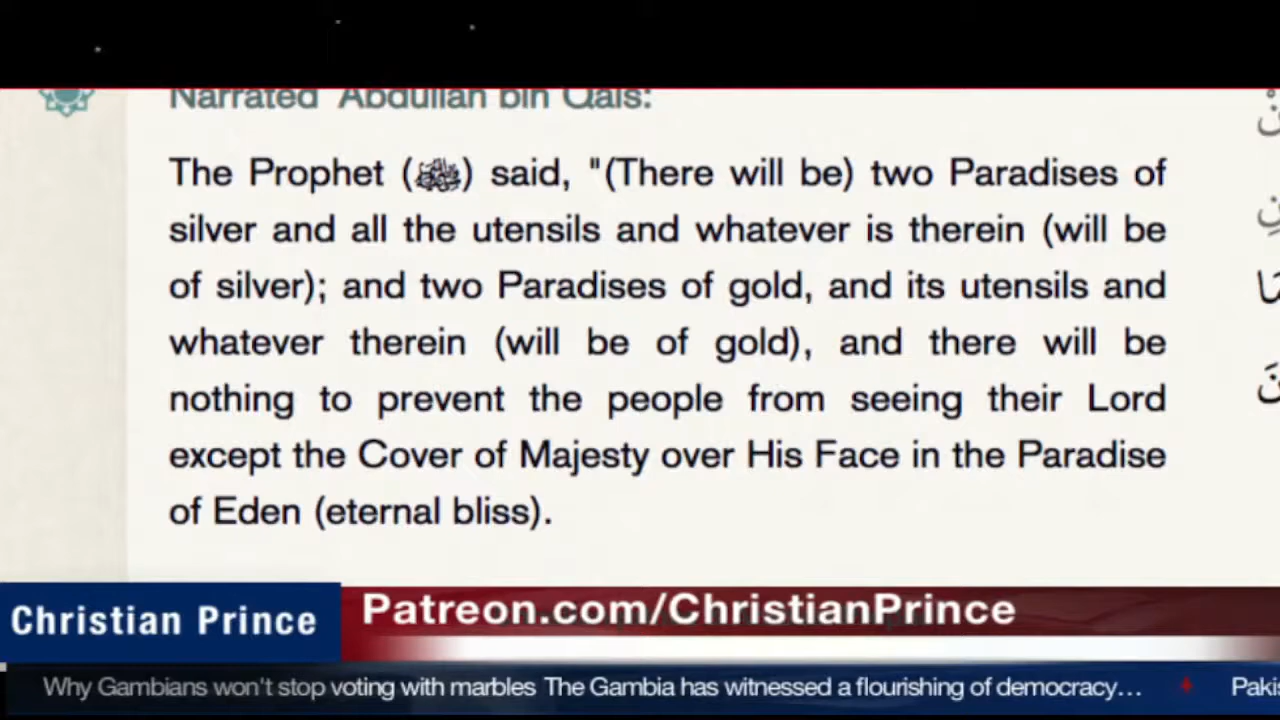 Narrated 'Abdullah bin Qais:
The Prophet (ﷺ) said, "(There will be) two Paradises of
silver and all the utensils and whatever is therein (will be
of silver); and two Paradises of gold, and its utensils and
whatever therein (will be of gold), and there will be
nothing to prevent the people from seeing their Lord
except the Cover of Majesty over His Face in the Paradise
of Eden (eternal bliss).
Christian Prince
Patreon.com/ChristianPrince
Why Gambians won't stop voting with marbles The Gambia has witnessed a flourishing of democracy…